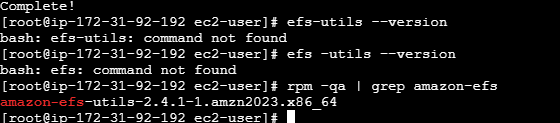 Complete!
[root@ip-172-31-92-192 ec2-user]# efs-utils --version
bash: efs-utils: command not found
[root@ip-172-31-92-192 ec2-user]# efs -utils --version
bash: efs: command not found
[root@ip-172-31-92-192 ec2-user]# rpm -qa | grep amazon-efs
amazon-efs-utils-2.4.1-1.amzn2023.x86_64
[root@ip-172-31-92-192 ec2-user]#